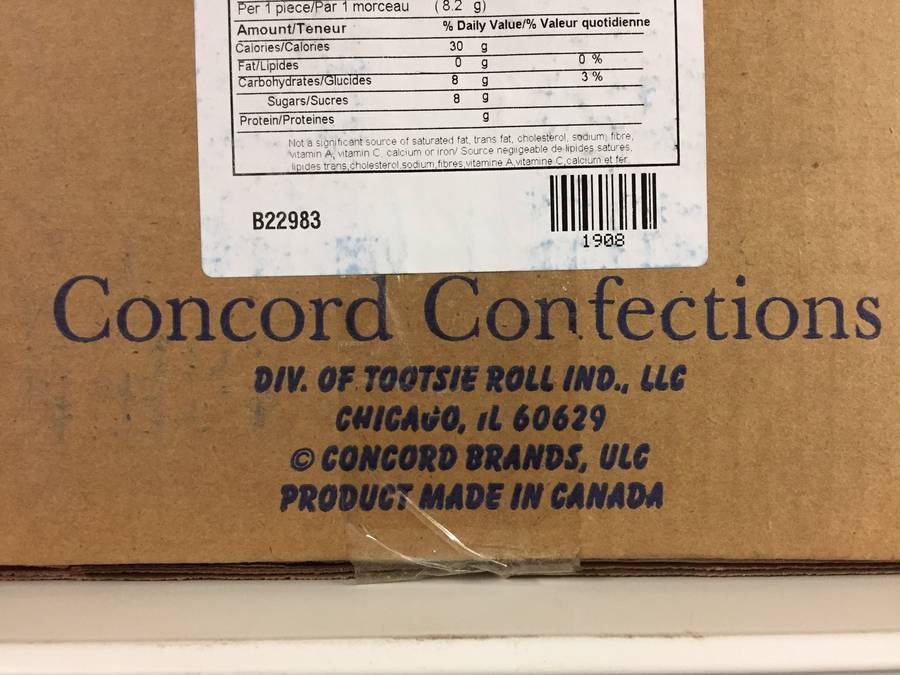 Per 1 piece/Par 1 morceau (8.2 g)
Amount/Teneur % Daily Value/% Valeur quotidienne
Calories/Calories 30 g
Fat/Lipides 0 g 0 %
Carbohydrates/Glucides 8 g 3 %
Sugars/Sucres 8 g
Protein/Proteines g
Not a significant source of saturated fat, trans fat, cholesterol, sodium, fibre,
vitamin A, vitamin C, calcium or iron/ Source negligeable de lipides satures,
lipides trans,cholesterol,sodium,fibres,vitamine A,vitamine C,calcium et fer.
B22983
1908
Concord Confections
DIV. OF TOOTSIE ROLL IND., LLC
CHICAGO, IL 60629
© CONCORD BRANDS, ULC
PRODUCT MADE IN CANADA